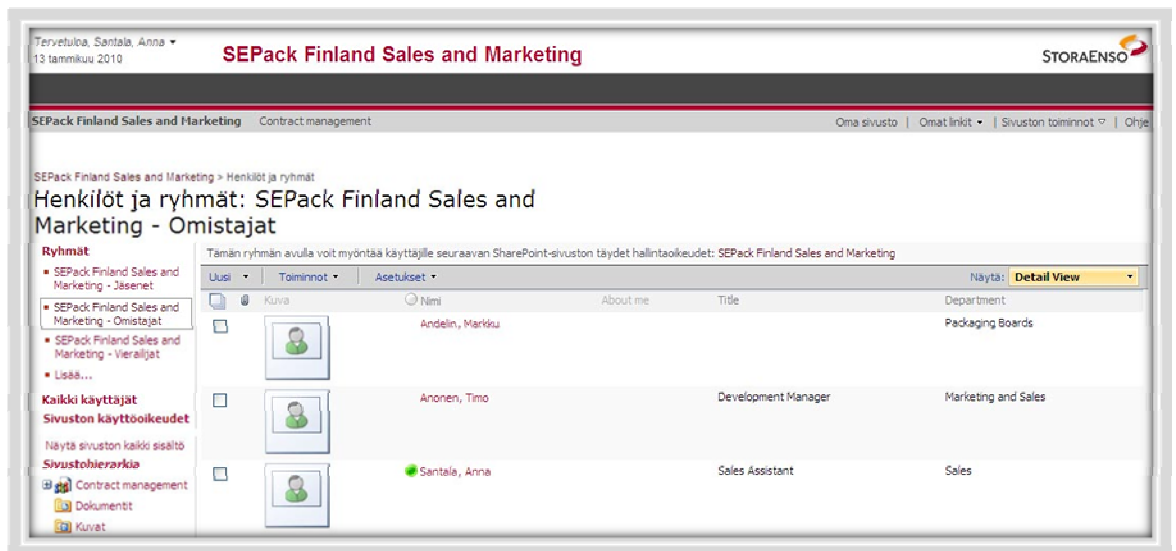 Tervetuloa, Santala, Anna
13 tammikuu 2010
SEPack Finland Sales and Marketing
STORAENSO
SEPack Finland Sales and Marketing Contract management Oma sivusto | Omat linkit | Sivuston toiminnot | Ohje
SEPack Finland Sales and Marketing > Henkilöt ja ryhmät
Henkilöt ja ryhmät: SEPack Finland Sales and
Marketing - Omistajat
Ryhmät
SEPack Finland Sales and
Marketing - Jäsenet
SEPack Finland Sales and
Marketing - Omistajat
SEPack Finland Sales and
Marketing - Vierailijat
Lisää...
Kaikki käyttäjät
Sivuston käyttöoikeudet
Näytä sivuston kaikki sisältö
Sivustohierarkia
Contract management
Dokumentit
Kuvat
Tämän ryhmän avulla voit myöntää käyttäjille seuraavan SharePoint-sivuston täydet hallintaoikeudet: SEPack Finland Sales and Marketing
Uusi Toiminnot Asetukset Näytä: Detail View
Kuva Nimi About me Title Department
Andelin, Markku Packaging Boards
Anonen, Timo Development Manager Marketing and Sales
Santala, Anna Sales Assistant Sales